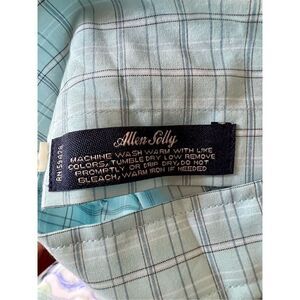 Allen Solly
MACHINE WASH WARM WITH LIKE
COLORS, TUMBLE DRY LOW REMOVE
PROMPTLY OR DRIP DRY, DO NOT
BLEACH, WARM IRON IF NEEDED
RN 59474